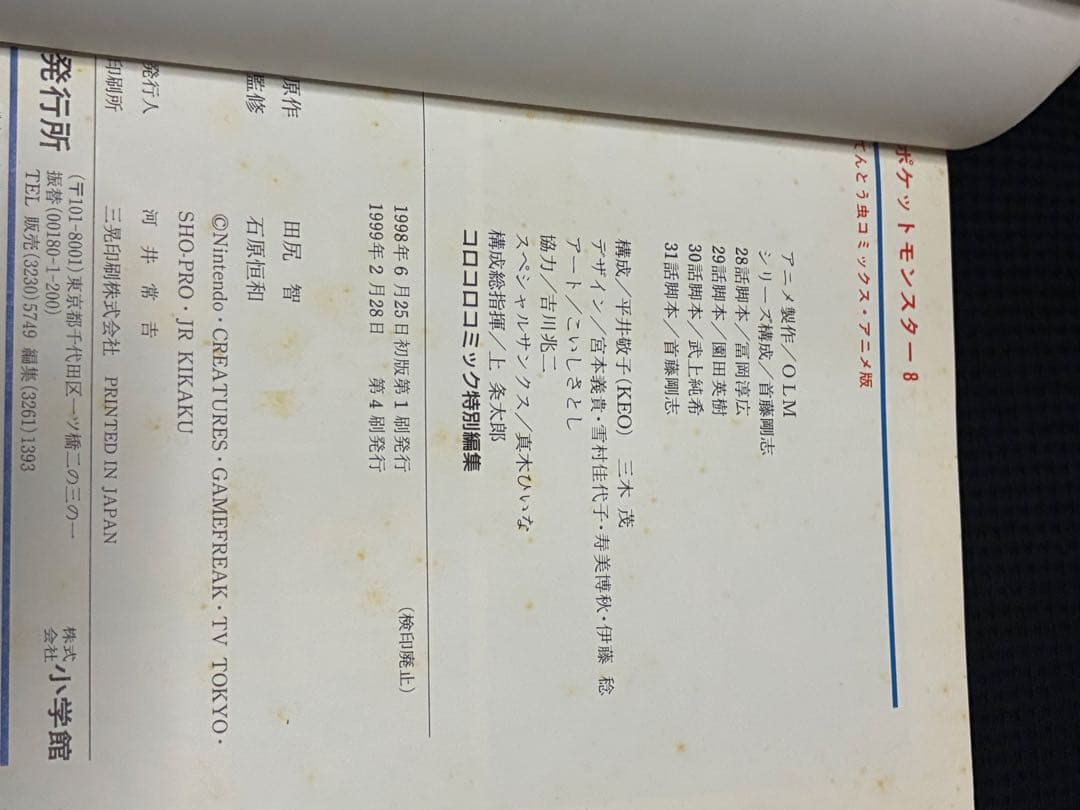 ポケットモンスター8
てんとう虫コミックス・アニメ版
アニメ製作／OLM
シリーズ構成／首藤剛志
28話脚本／冨岡淳広
29話脚本／園田英樹
30話脚本／武上純希
31話脚本／首藤剛志
構成／平井敬子(KEO) 三木 茂
デザイン／宮本義貴・雪村佳代子・寿美博秋・伊藤 稔
アート／こいしさとし
協力／吉川兆二
スペシャルサンクス／真木ひいな
構成総指揮／上 条太郎
コロコロコミック特別編集
1998年6月25日初版第1刷発行
1999年2月28日 第4刷発行
(検印廃止)
原作 田尻 智
監修 石原恒和
©Nintendo・CREATURES・GAMEFREAK・TV TOKYO・
SHO-PRO・JR KIKAKU
発行人 河井常吉
印刷所 三晃印刷株式会社 PRINTED IN JAPAN
発行所 (〒101-8001)東京都千代田区一ツ橋二の三の一
振替(00180-1-200)
TEL 販売(3230)5749 編集(3261)1393
株式会社 小学館